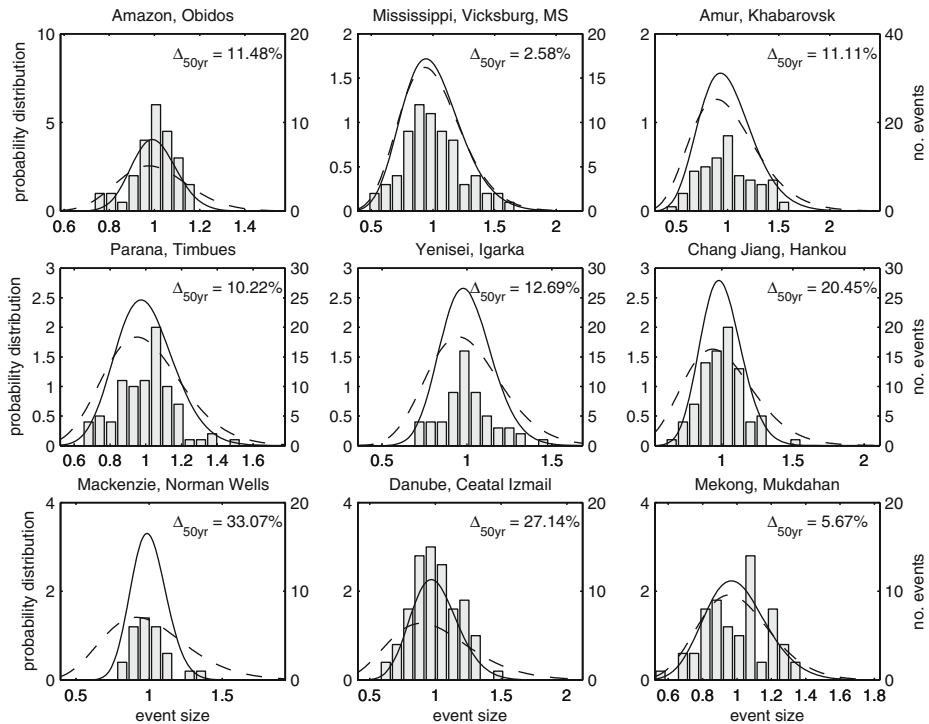 Amazon, Obidos
Mississippi, Vicksburg, MS
Amur, Khabarovsk
probability distribution
10
5
0
0.6 0.8 1 1.2 1.4
20
10
0
Δ50yr = 11.48%
2
1.5
1
0.5
0
0.5 1 1.5 2
20
15
10
5
0
Δ50yr = 2.58%
2
1.5
1
0.5
0
0.5 1 1.5 2
40
20
0
Δ50yr = 11.11%
no. events
Parana, Timbues
Yenisei, Igarka
Chang Jiang, Hankou
probability distribution
3
2.5
2
1.5
1
0.5
0
0.6 0.8 1 1.2 1.4 1.6
30
25
20
15
10
5
0
Δ50yr = 10.22%
3
2.5
2
1.5
1
0.5
0
0.5 1 1.5
30
25
20
15
10
5
0
Δ50yr = 12.69%
3
2.5
2
1.5
1
0.5
0
0.5 1 1.5 2
30
25
20
15
10
5
0
Δ50yr = 20.45%
no. events
Mackenzie, Norman Wells
Danube, Ceatal Izmail
Mekong, Mukdahan
probability distribution
4
2
0
0.5 1 1.5
20
10
0
Δ50yr = 33.07%
event size
4
2
0
0.5 1 1.5 2
20
10
0
Δ50yr = 27.14%
event size
4
2
0
0.6 0.8 1 1.2 1.4 1.6 1.8
20
10
0
Δ50yr = 5.67%
no. events
event size